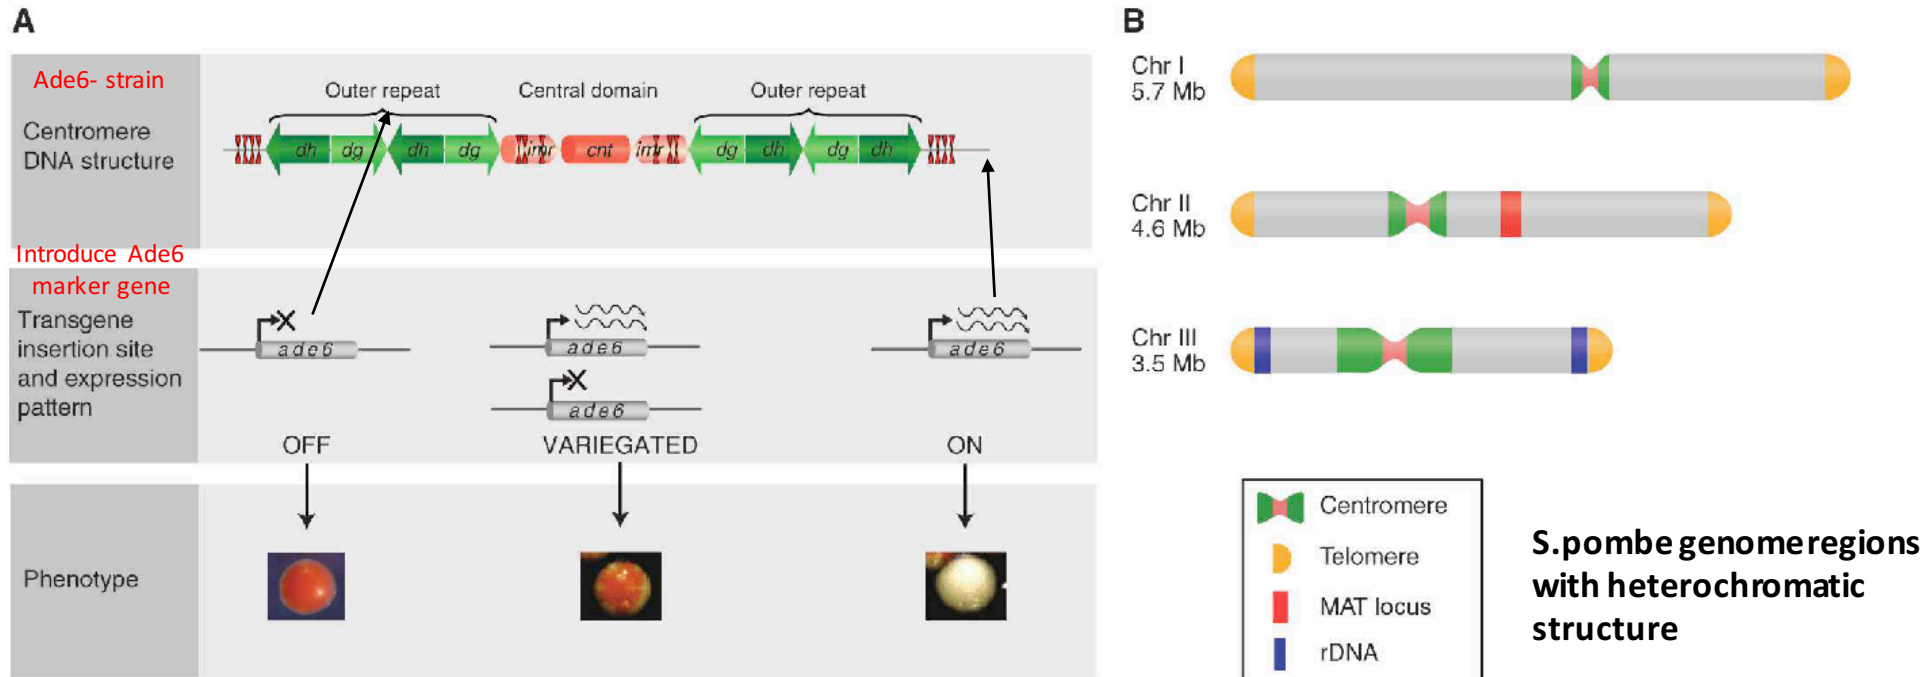 A
Ade6- strain
Centromere
DNA structure
Outer repeat
Central domain
Outer repeat
dh dg dh dg imr cnt imr dg dh dg dh
Introduce Ade6
marker gene
Transgene
insertion site
and expression
pattern
X
ade6
ade6
X
ade6
ade6
OFF
VARIEGATED
ON
Phenotype
B
Chr I
5.7 Mb
Chr II
4.6 Mb
Chr III
3.5 Mb
Centromere
Telomere
MAT locus
rDNA
S.pombe genome regions
with heterochromatic
structure